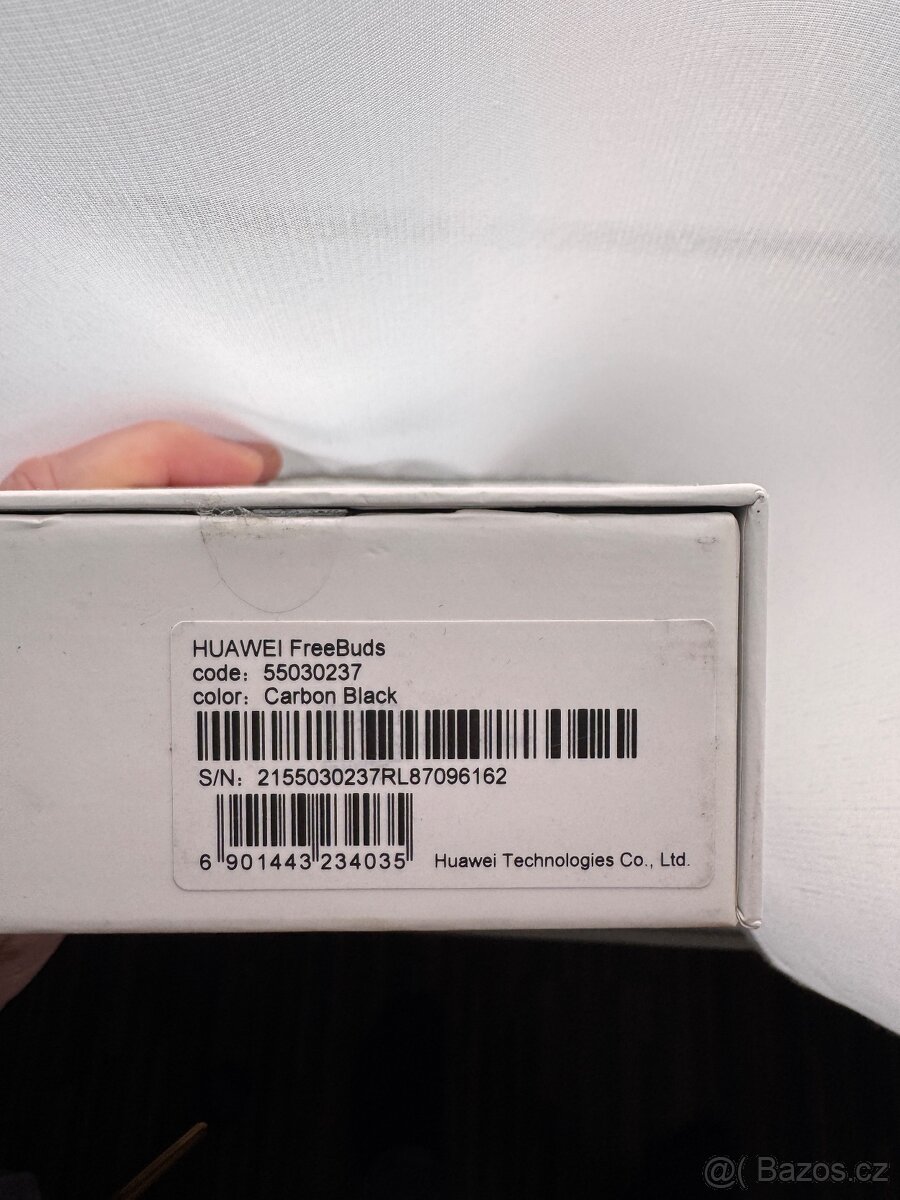 HUAWEI FreeBuds
code: 55030237
color: Carbon Black
S/N: 2155030237RL87096162
6 901443 234035
Huawei Technologies Co., Ltd.
@( Bazos.cz